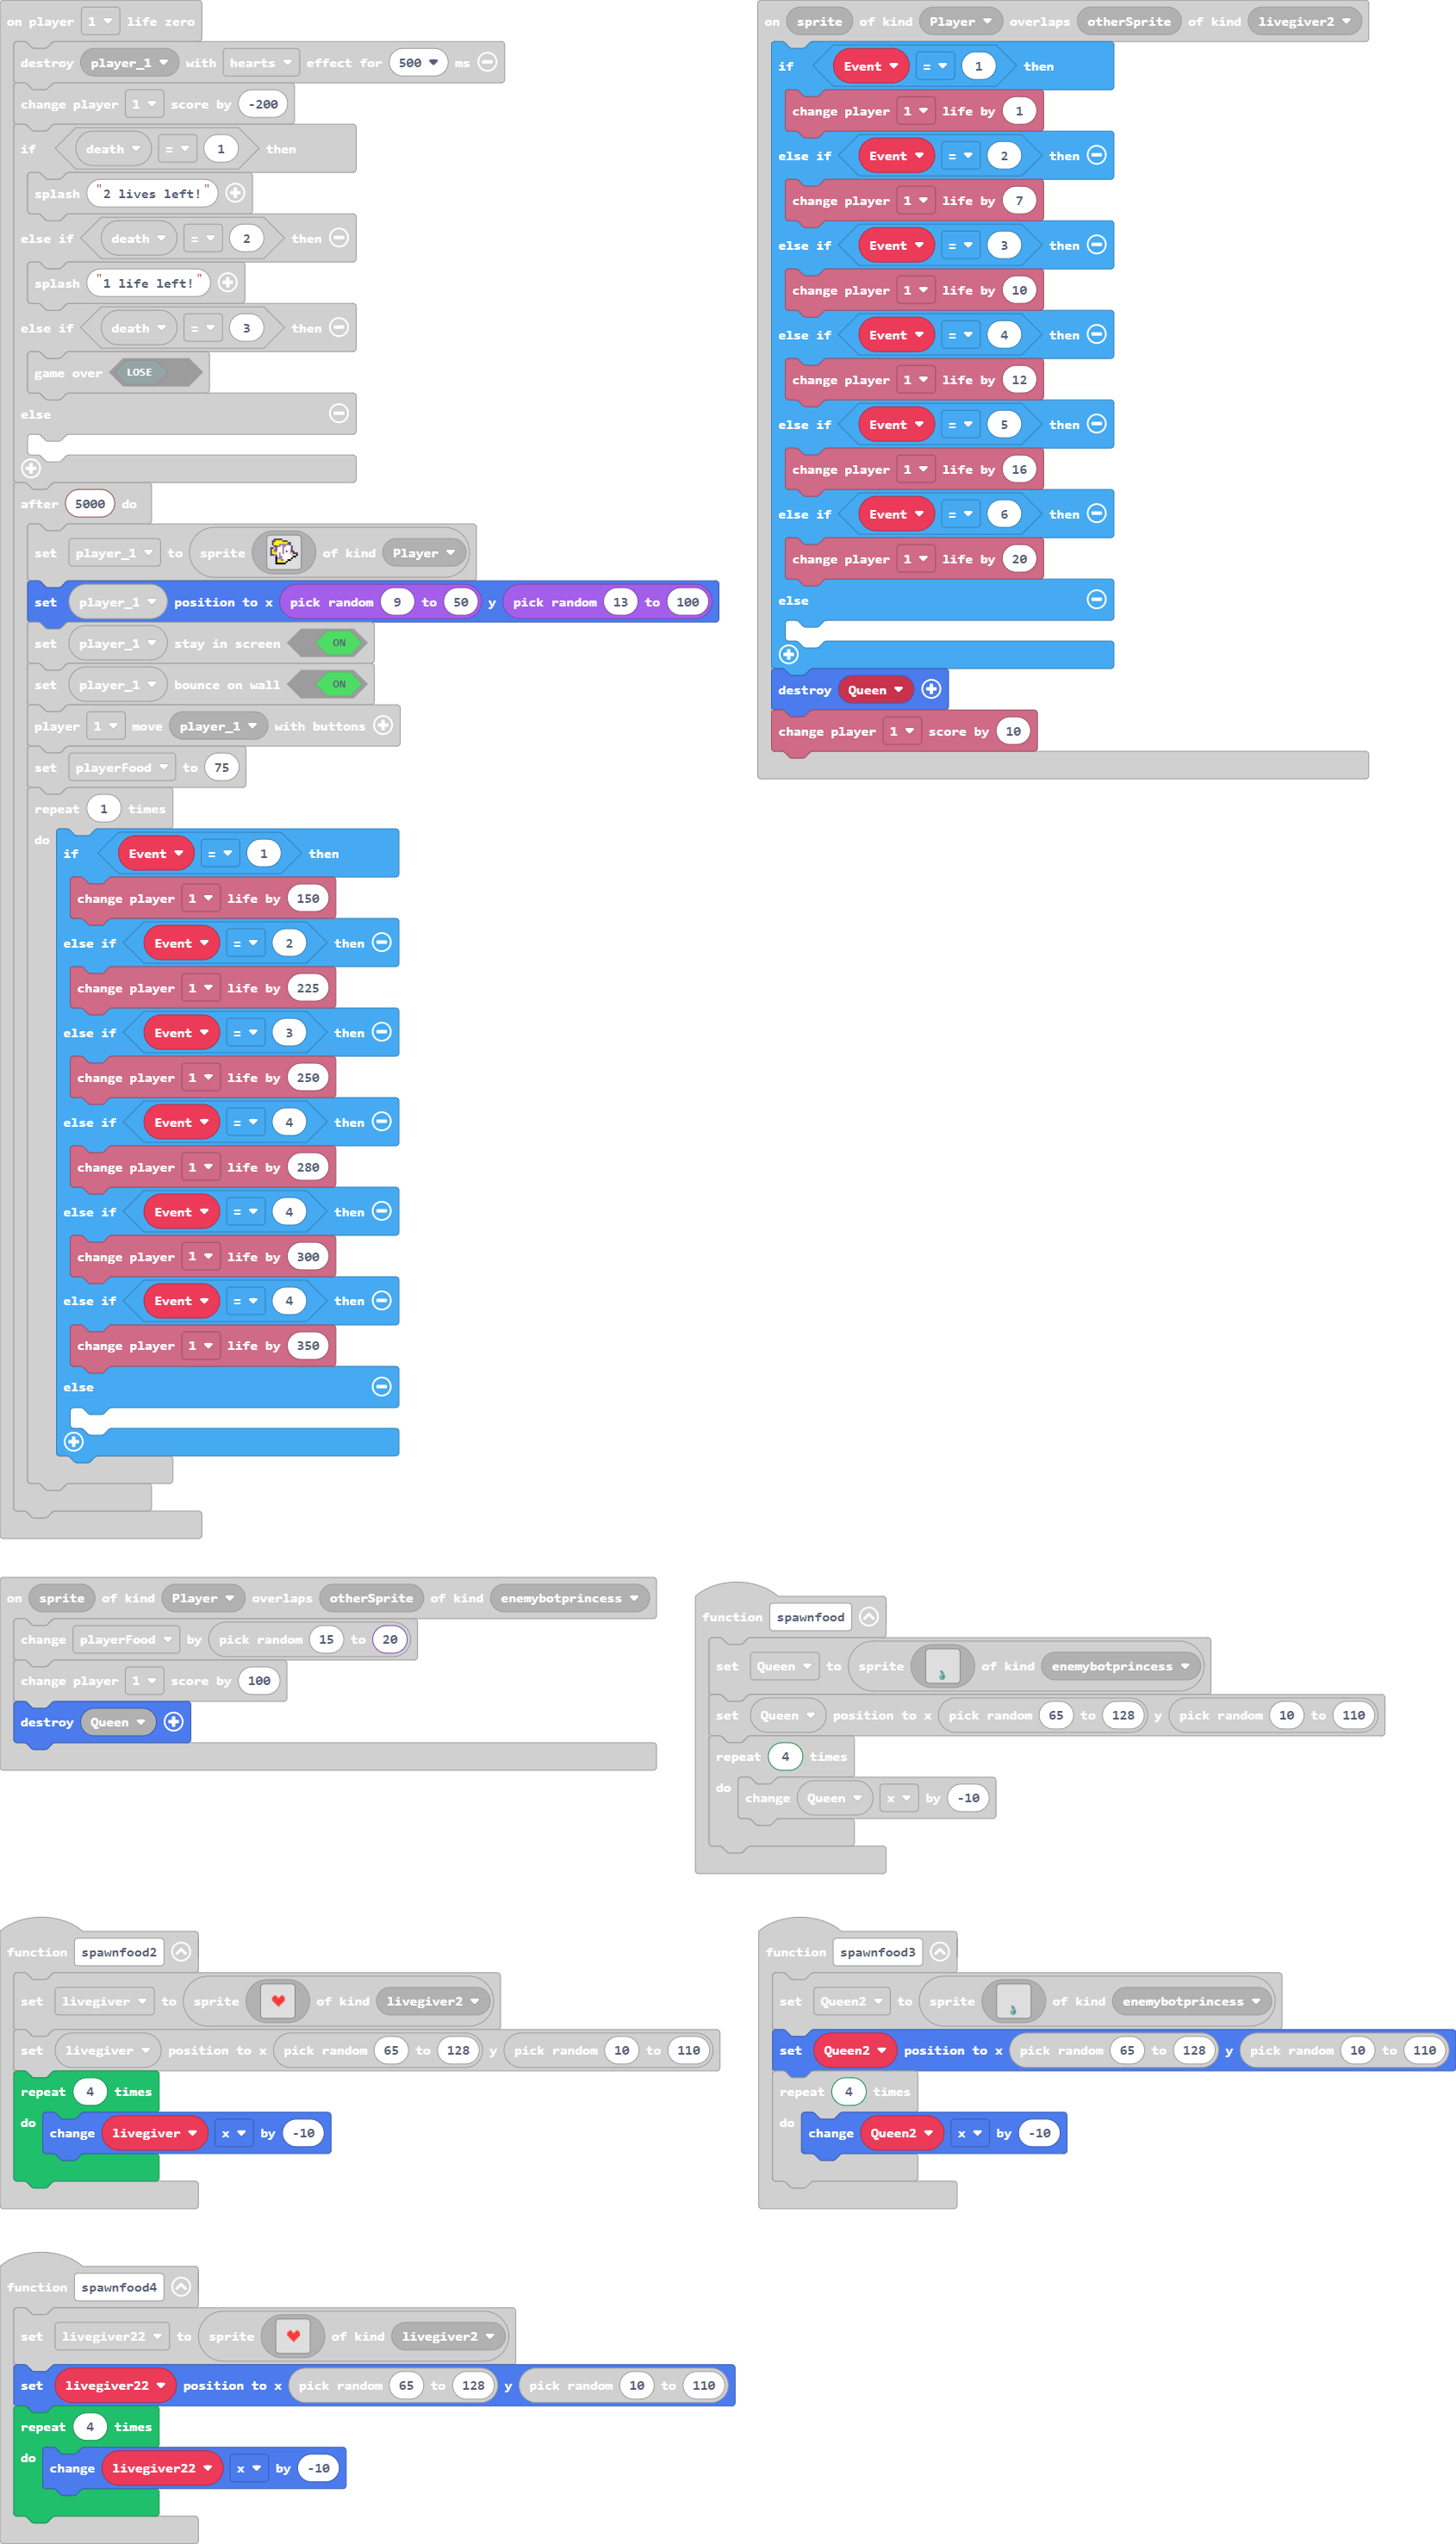 on player 1 life zero
destroy player_1 with hearts effect for 500 ms
change player 1 score by -200
if death = 1 then
splash "2 lives left!"
else if death = 2 then
splash "1 life left!"
else if death = 3 then
game over LOSE
else
after 5000 do
set player_1 to sprite of kind Player
set player_1 position to x pick random 9 to 50 y pick random 13 to 100
set player_1 stay in screen ON
set player_1 bounce on wall ON
player 1 move player_1 with buttons
set playerFood to 75
repeat 1 times
do
if Event = 1 then
change player 1 life by 150
else if Event = 2 then
change player 1 life by 225
else if Event = 3 then
change player 1 life by 250
else if Event = 4 then
change player 1 life by 280
else if Event = 4 then
change player 1 life by 300
else if Event = 4 then
change player 1 life by 350
else
on sprite of kind Player overlaps otherSprite of kind livegiver2
if Event = 1 then
change player 1 life by 1
else if Event = 2 then
change player 1 life by 7
else if Event = 3 then
change player 1 life by 10
else if Event = 4 then
change player 1 life by 12
else if Event = 5 then
change player 1 life by 16
else if Event = 6 then
change player 1 life by 20
else
destroy Queen
change player 1 score by 10
on sprite of kind Player overlaps otherSprite of kind enemybotprincess
change playerFood by pick random 15 to 20
change player 1 score by 100
destroy Queen
function spawnfood
set Queen to sprite of kind enemybotprincess
set Queen position to x pick random 65 to 128 y pick random 10 to 110
repeat 4 times
do change Queen x by -10
function spawnfood2
set livegiver to sprite of kind livegiver2
set livegiver position to x pick random 65 to 128 y pick random 10 to 110
repeat 4 times
do change livegiver x by -10
function spawnfood3
set Queen2 to sprite of kind enemybotprincess
set Queen2 position to x pick random 65 to 128 y pick random 10 to 110
repeat 4 times
do change Queen2 x by -10
function spawnfood4
set livegiver22 to sprite of kind livegiver2
set livegiver22 position to x pick random 65 to 128 y pick random 10 to 110
repeat 4 times
do change livegiver22 x by -10